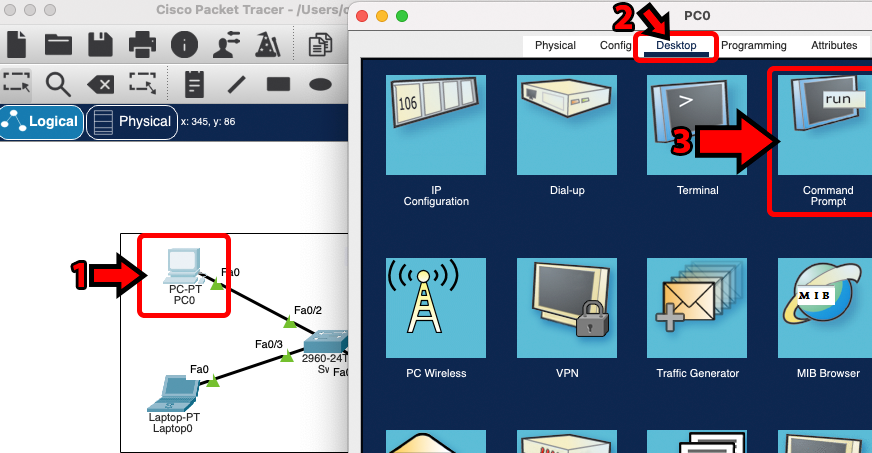 Cisco Packet Tracer - /Users/c
PC0
2
Physical
Config
Desktop
Programming
Attributes
Logical
Physical
x: 345, y: 86
106
>
run
3
IP
Configuration
Dial-up
Terminal
Command
Prompt
1
Fa0
PC-PT
PC0
Fa0/2
Fa0/3
2960-24T
Sw
Fa0
Fa0
Laptop-PT
Laptop0
MIB
PC Wireless
VPN
Traffic Generator
MIB Browser